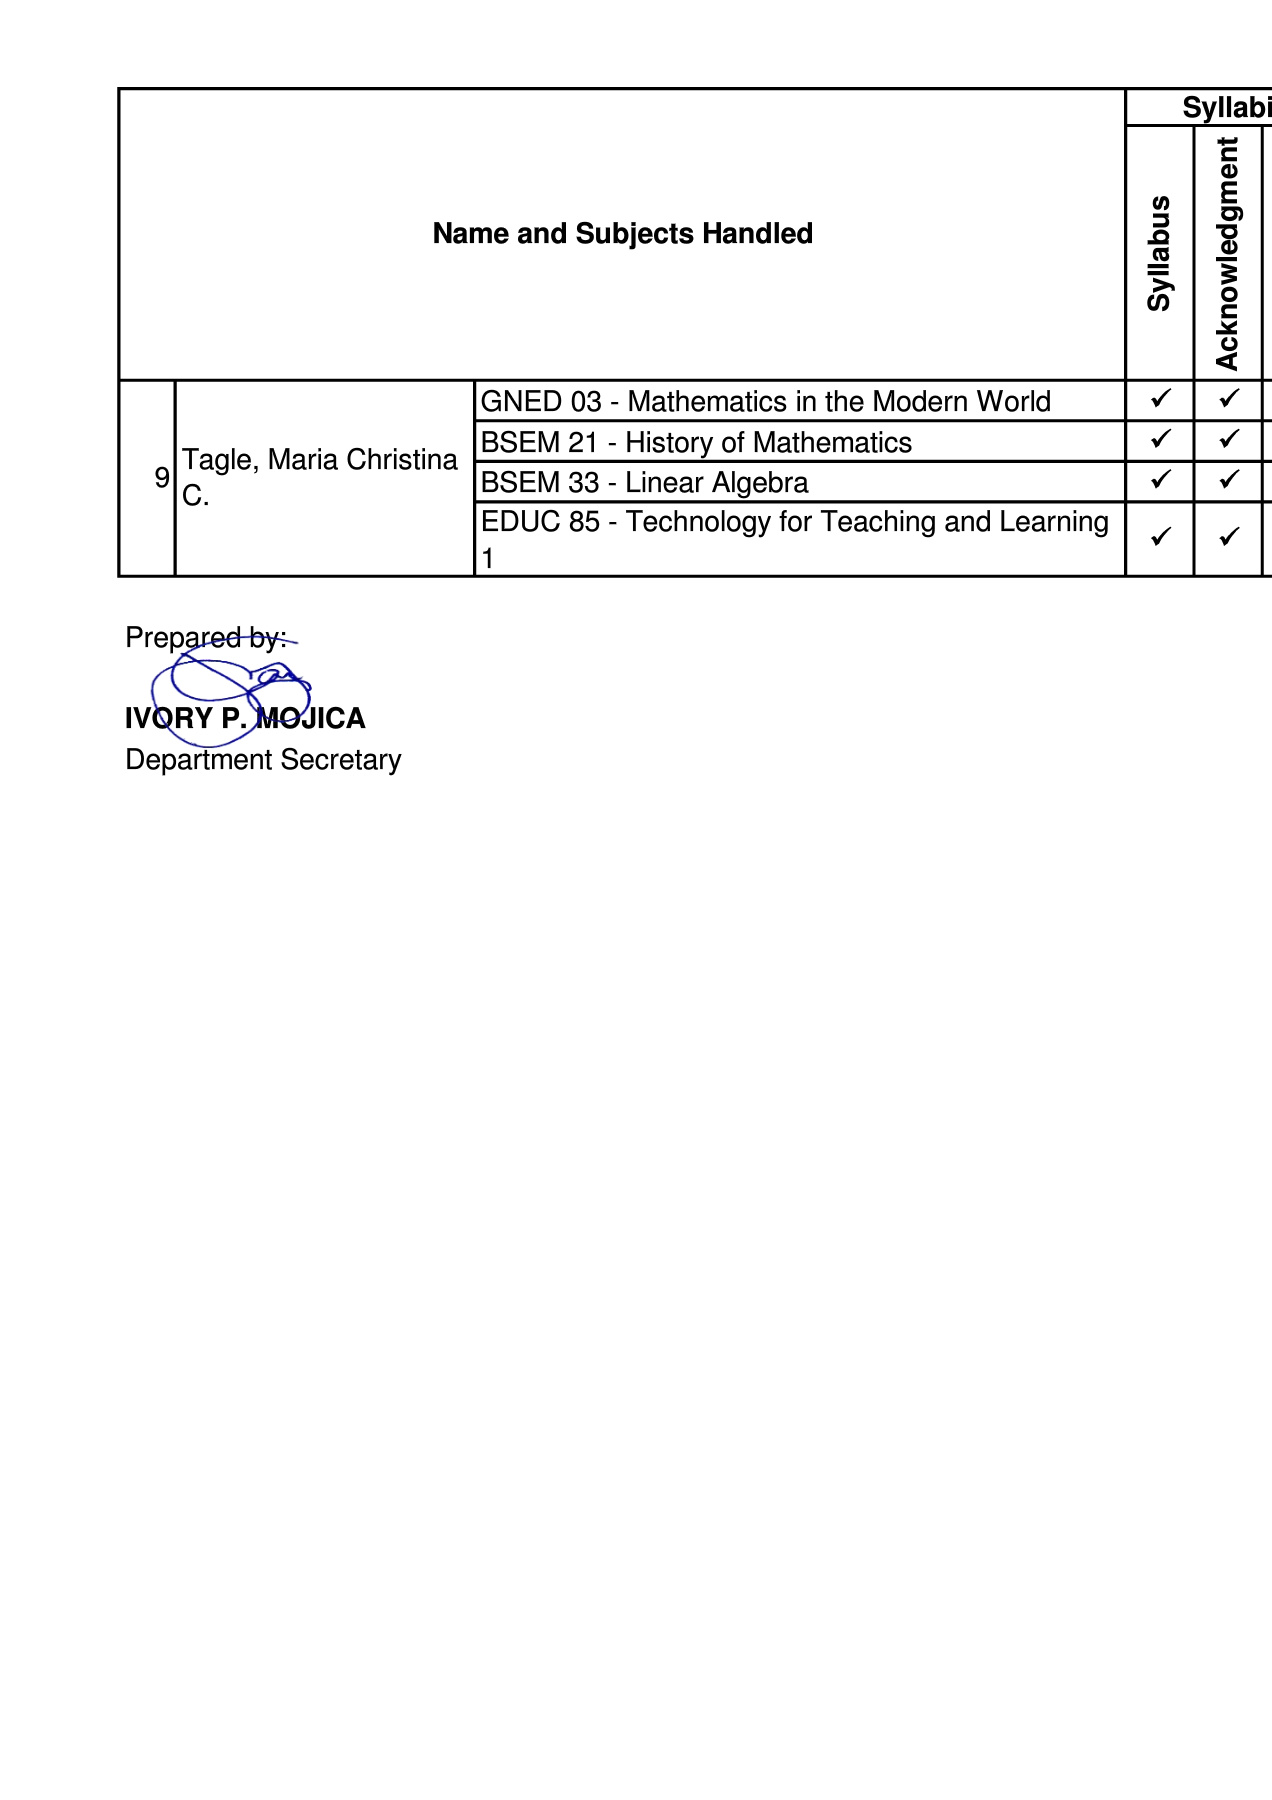 Syllabi
Name and Subjects Handled
Syllabus
Acknowledgment
9
Tagle, Maria Christina
C.
GNED 03 - Mathematics in the Modern World
✓ ✓
BSEM 21 - History of Mathematics
✓ ✓
BSEM 33 - Linear Algebra
✓ ✓
EDUC 85 - Technology for Teaching and Learning
1
✓ ✓
Prepared by:
IVORY P. MOJICA
Department Secretary